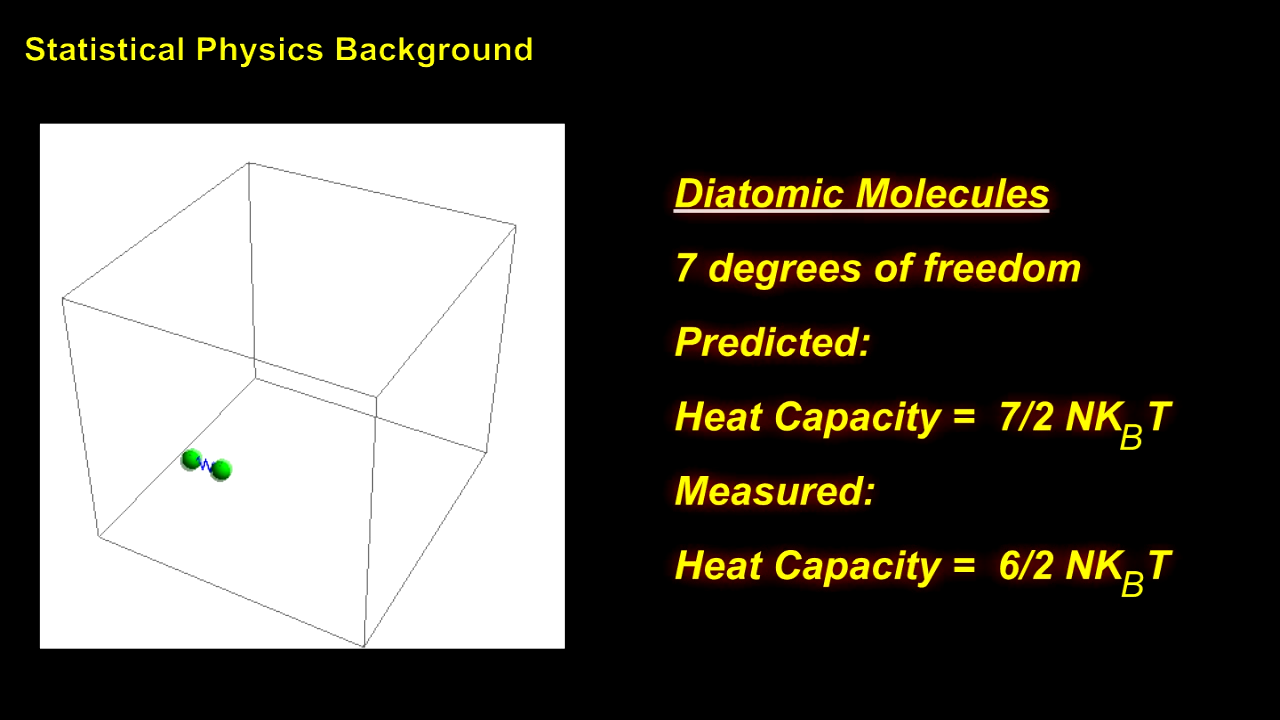 Statistical Physics Background
Diatomic Molecules
7 degrees of freedom
Predicted:
Heat Capacity = 7/2 NKBT
Measured:
Heat Capacity = 6/2 NKBT